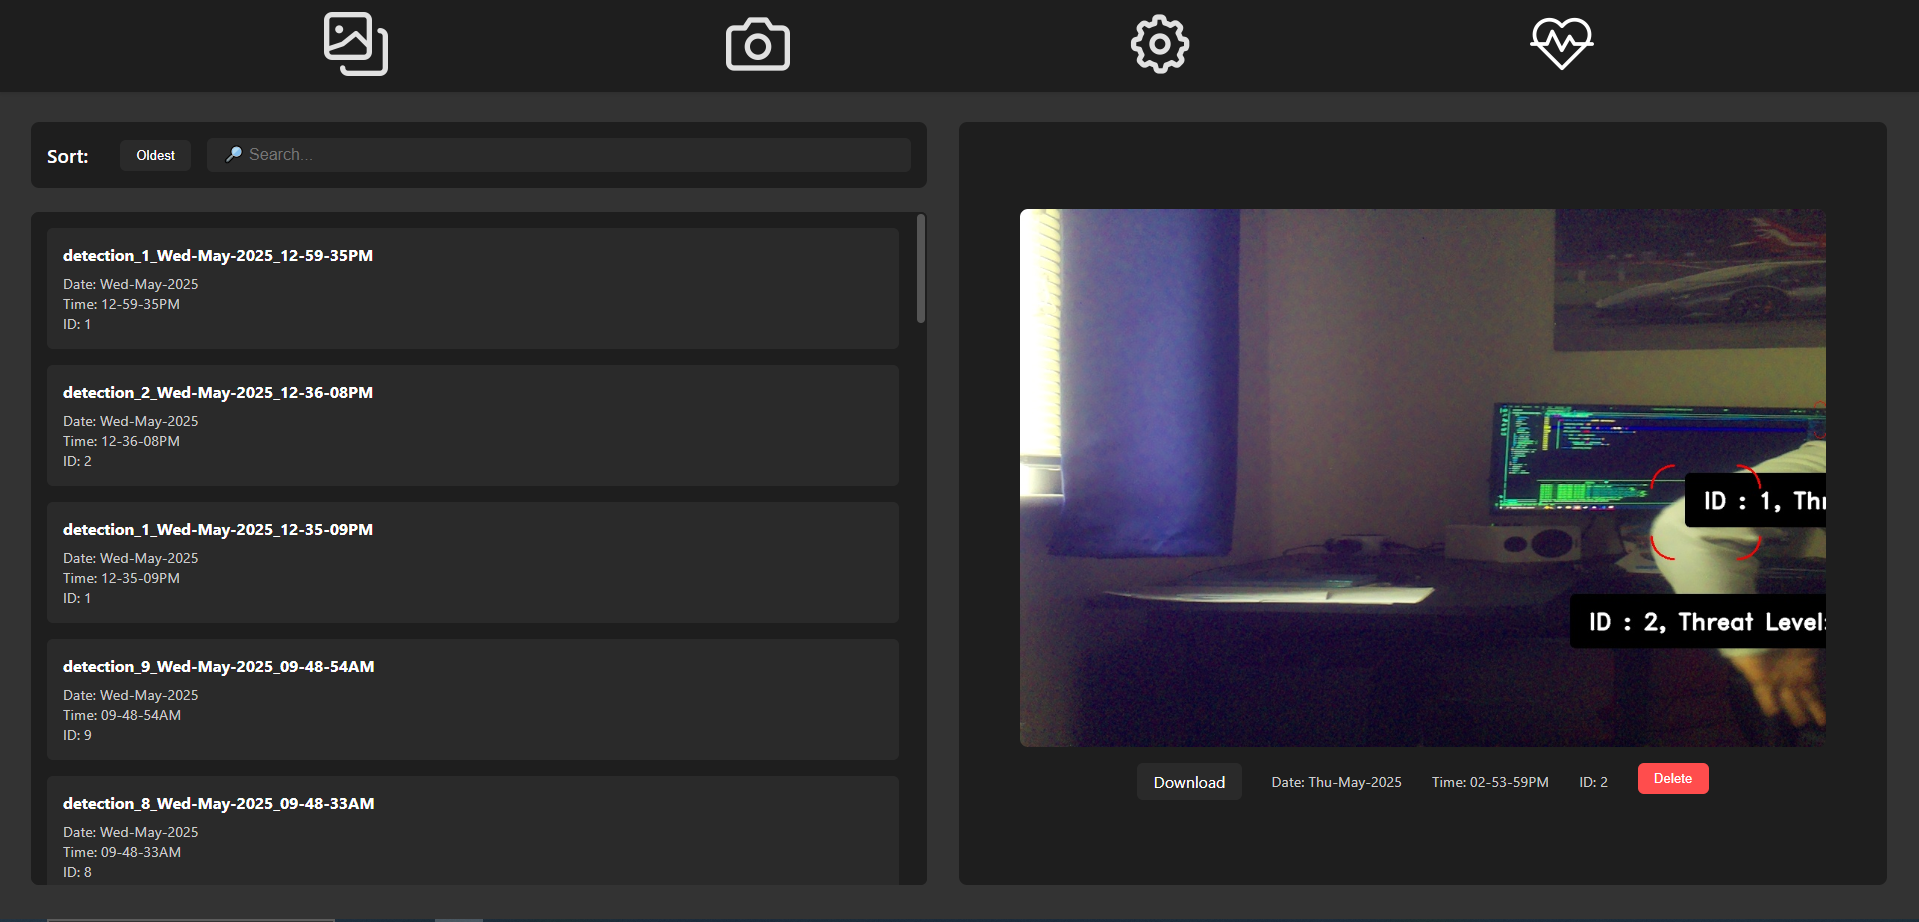 Sort:
Oldest
Search...
detection_1_Wed-May-2025_12-59-35PM
Date: Wed-May-2025
Time: 12-59-35PM
ID: 1
detection_2_Wed-May-2025_12-36-08PM
Date: Wed-May-2025
Time: 12-36-08PM
ID: 2
detection_1_Wed-May-2025_12-35-09PM
Date: Wed-May-2025
Time: 12-35-09PM
ID: 1
detection_9_Wed-May-2025_09-48-54AM
Date: Wed-May-2025
Time: 09-48-54AM
ID: 9
detection_8_Wed-May-2025_09-48-33AM
Date: Wed-May-2025
Time: 09-48-33AM
ID: 8
ID : 1, Thr
ID : 2, Threat Level:
Download
Date: Thu-May-2025
Time: 02-53-59PM
ID: 2
Delete